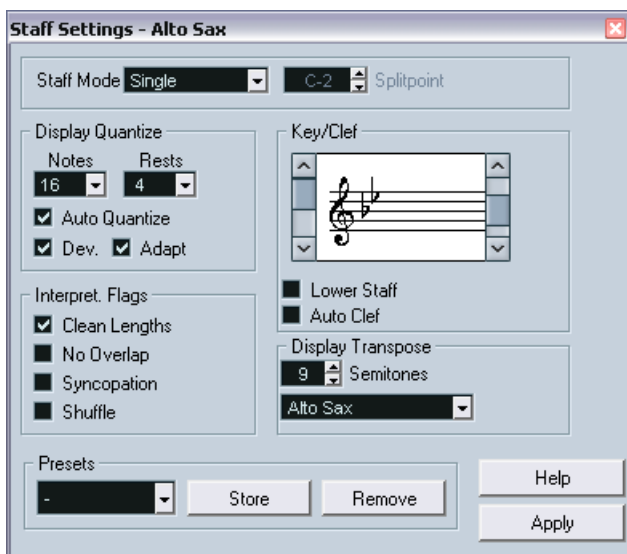 Staff Settings - Alto Sax
Staff Mode Single C-2 Splitpoint
Display Quantize
Notes Rests
16 4
Auto Quantize
Dev. Adapt
Interpret. Flags
Clean Lengths
No Overlap
Syncopation
Shuffle
Key/Clef
Lower Staff
Auto Clef
Display Transpose
9 Semitones
Alto Sax
Presets
- Store Remove
Help
Apply